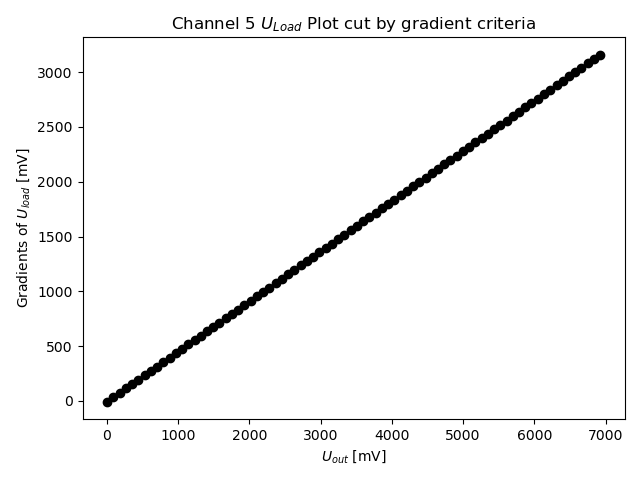 Channel 5 U_Load Plot cut by gradient criteria
3000
2500
2000
1500
1000
500
0
Gradients of U_load [mV]
0 1000 2000 3000 4000 5000 6000 7000
U_out [mV]